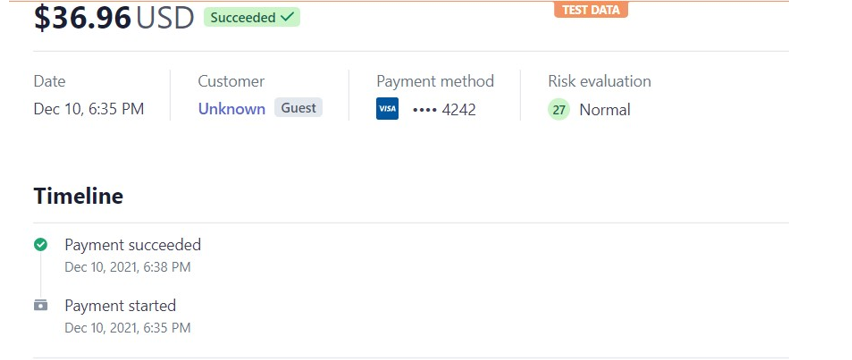 $36.96 USD Succeeded
TEST DATA
Date
Dec 10, 6:35 PM
Customer
Unknown Guest
Payment method
VISA •••• 4242
Risk evaluation
27 Normal
Timeline
Payment succeeded
Dec 10, 2021, 6:38 PM
Payment started
Dec 10, 2021, 6:35 PM